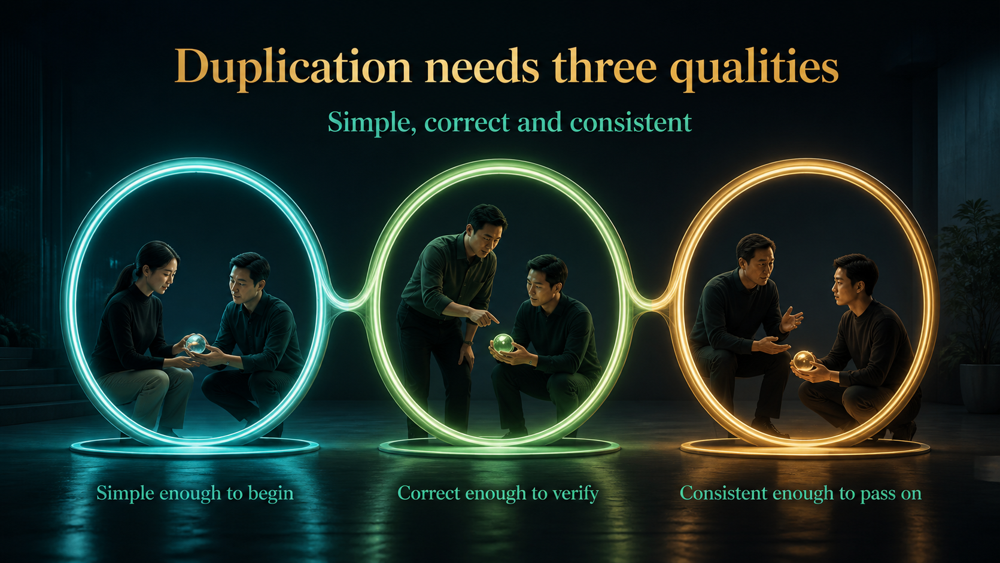 Duplication needs three qualities
Simple, correct and consistent
Simple enough to begin
Correct enough to verify
Consistent enough to pass on